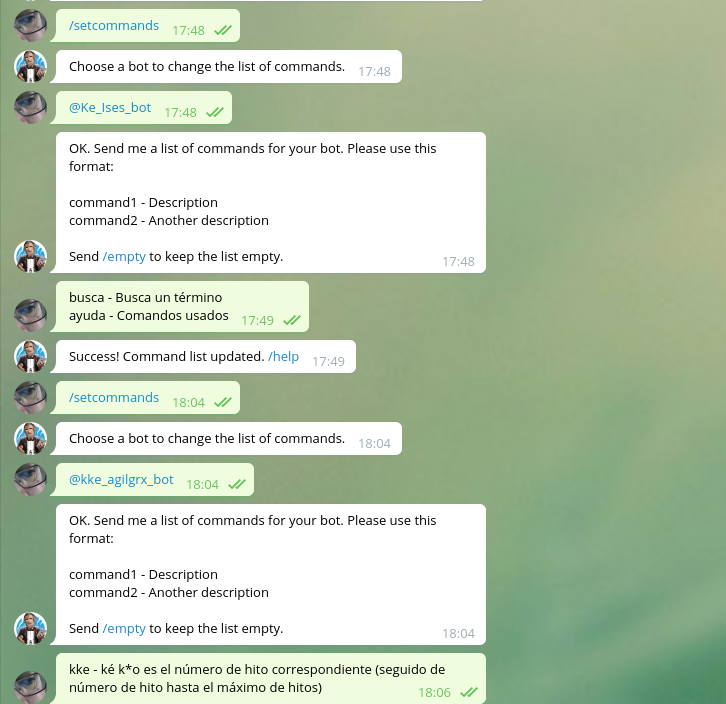 /setcommands 17:48
Choose a bot to change the list of commands. 17:48
@Ke_Ises_bot 17:48
OK. Send me a list of commands for your bot. Please use this
format:
command1 - Description
command2 - Another description
Send /empty to keep the list empty. 17:48
busca - Busca un término
ayuda - Comandos usados 17:49
Success! Command list updated. /help 17:49
/setcommands 18:04
Choose a bot to change the list of commands. 18:04
@kke_agilgrx_bot 18:04
OK. Send me a list of commands for your bot. Please use this
format:
command1 - Description
command2 - Another description
Send /empty to keep the list empty. 18:04
kke - ké k*o es el número de hito correspondiente (seguido de
número de hito hasta el máximo de hitos) 18:06